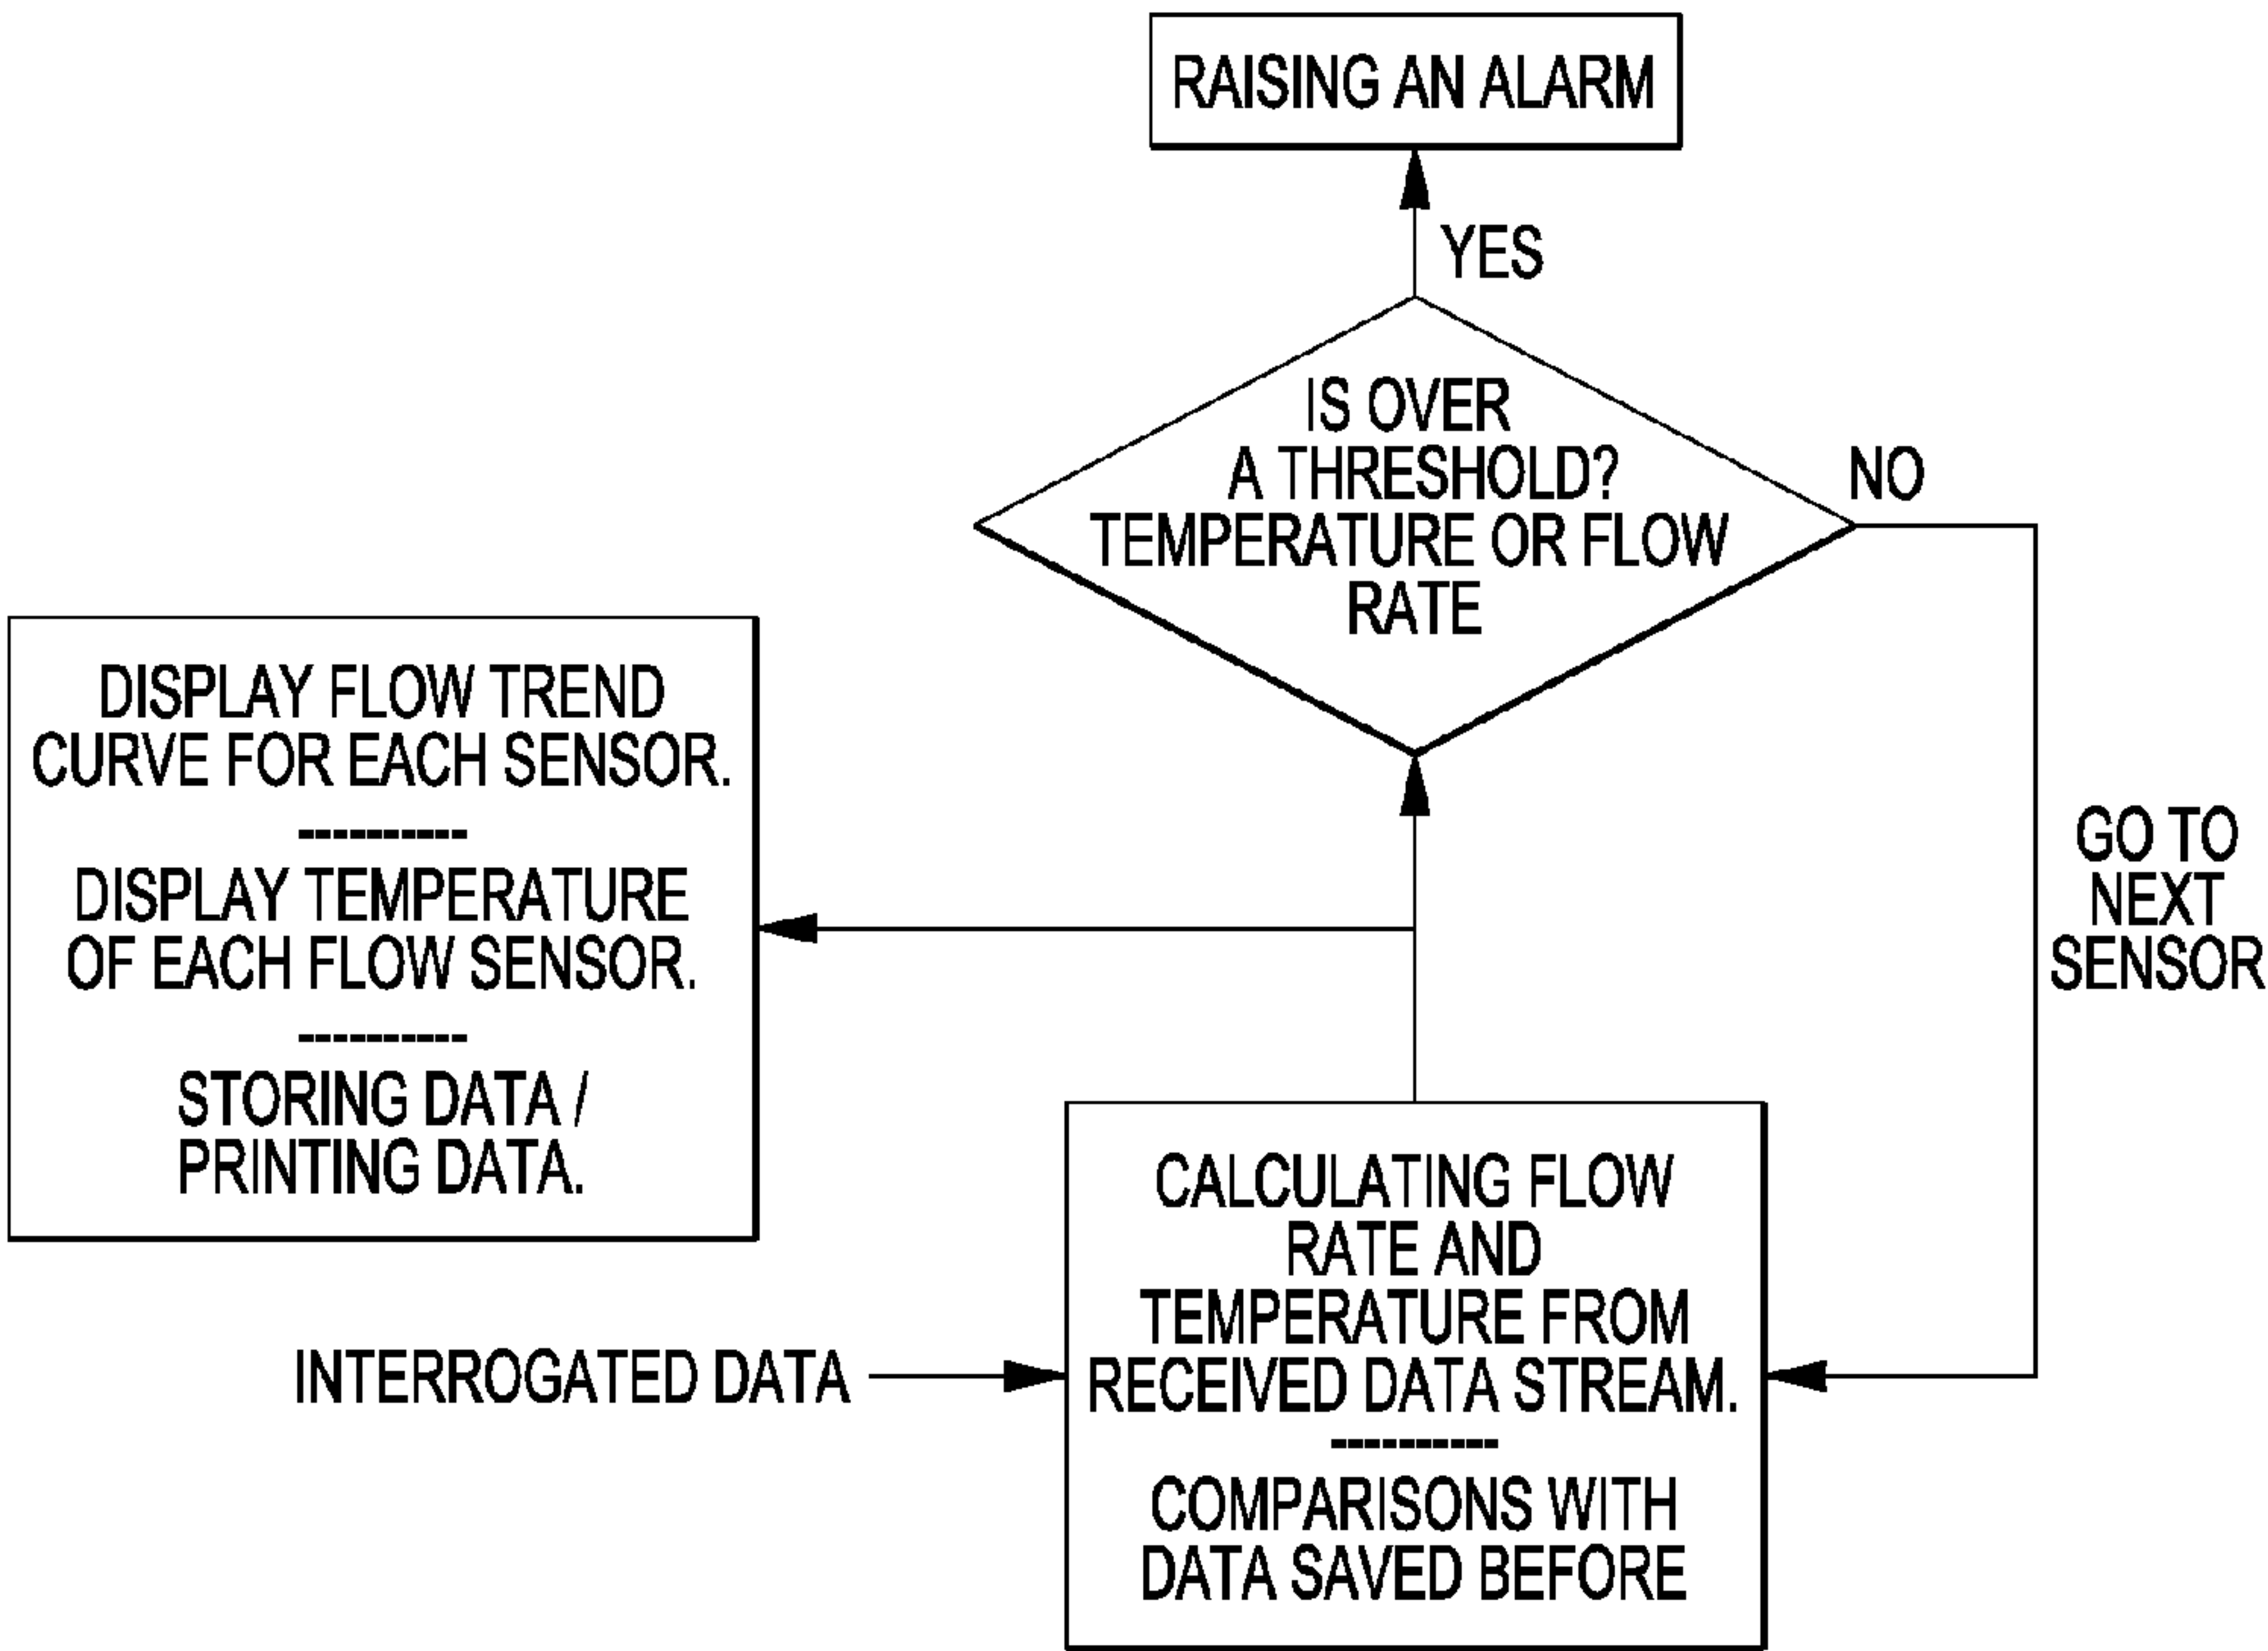 RAISING AN ALARM
YES
IS OVER
A THRESHOLD?
TEMPERATURE OR FLOW
RATE
NO
DISPLAY FLOW TREND
CURVE FOR EACH SENSOR.
----------
DISPLAY TEMPERATURE
OF EACH FLOW SENSOR.
----------
STORING DATA /
PRINTING DATA.
GO TO
NEXT
SENSOR
INTERROGATED DATA
CALCULATING FLOW
RATE AND
TEMPERATURE FROM
RECEIVED DATA STREAM.
----------
COMPARISONS WITH
DATA SAVED BEFORE